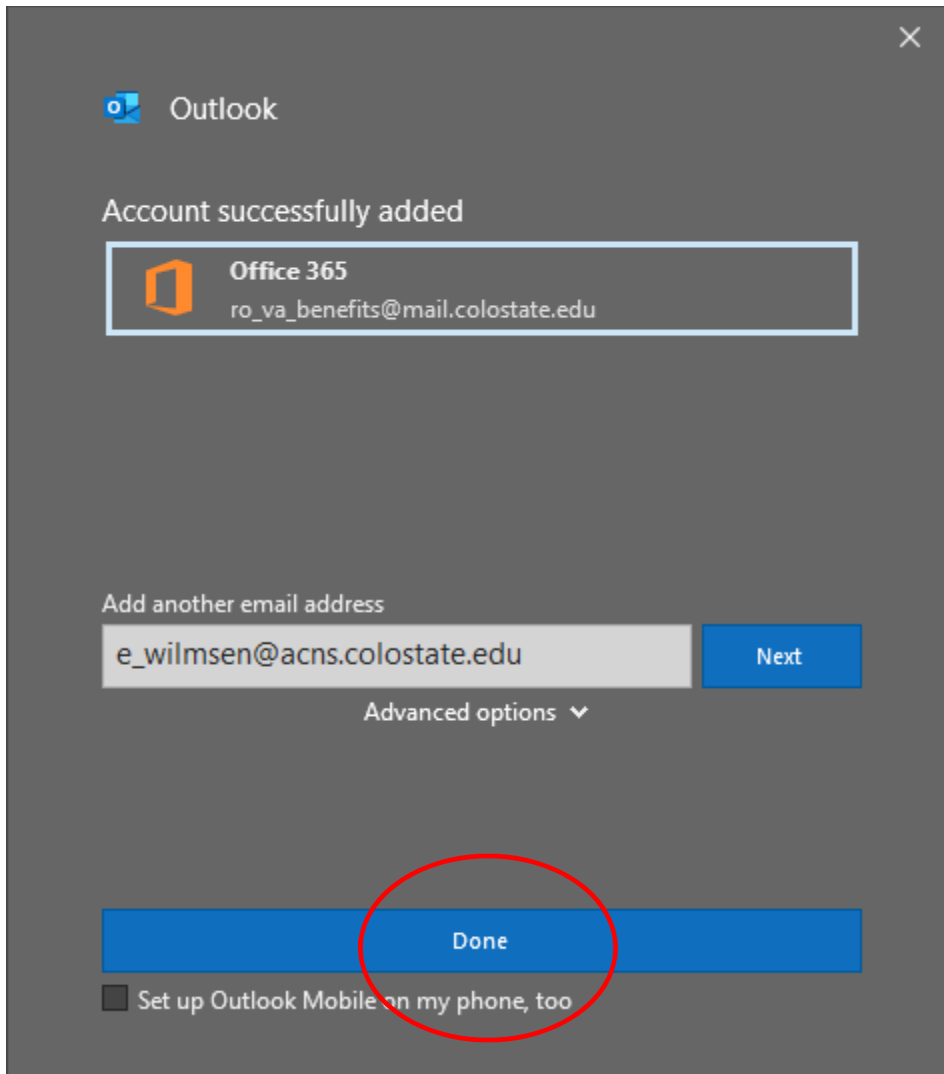 Outlook
Account successfully added
Office 365
ro_va_benefits@mail.colostate.edu
Add another email address
e_wilmsen@acns.colostate.edu
Next
Advanced options
Done
Set up Outlook Mobile on my phone, too